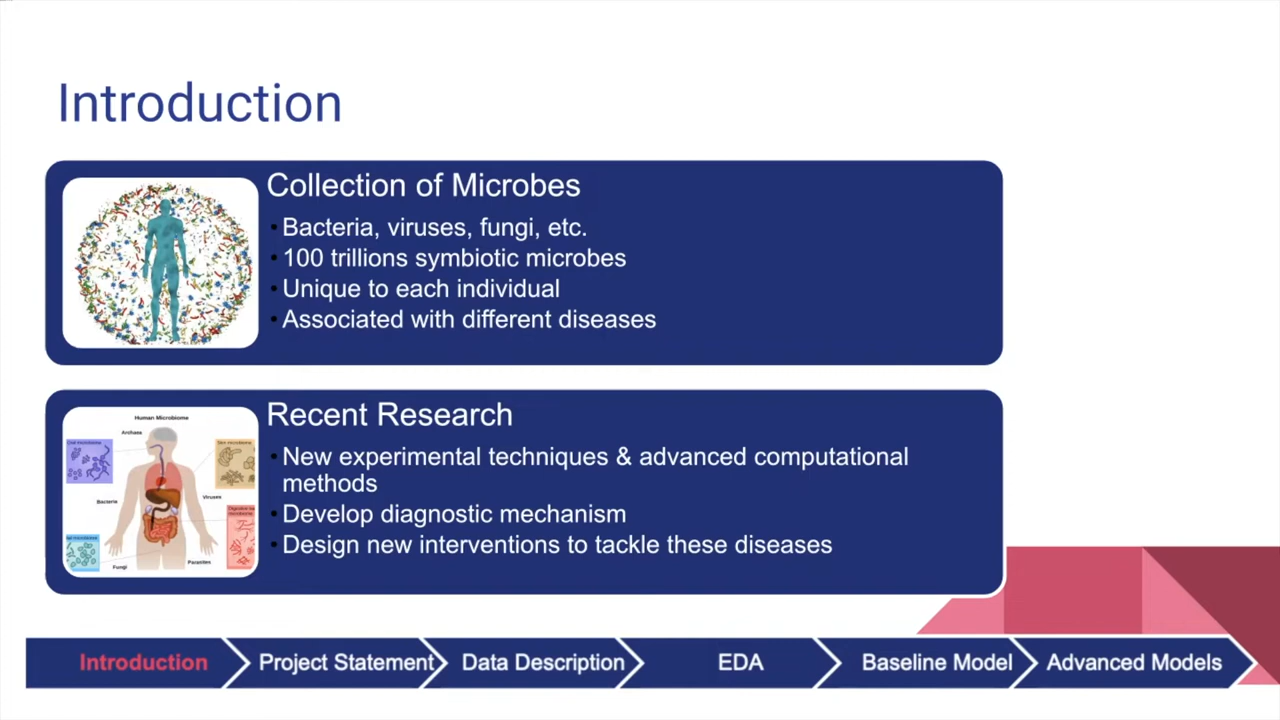 Introduction
Collection of Microbes
• Bacteria, viruses, fungi, etc.
• 100 trillions symbiotic microbes
• Unique to each individual
• Associated with different diseases
Human Microbiome
Archaea
Skin microbiome
Bacteria
Viruses
Fungi
Parasites
Recent Research
• New experimental techniques & advanced computational
methods
• Develop diagnostic mechanism
• Design new interventions to tackle these diseases
Introduction
Project Statement
Data Description
EDA
Baseline Model
Advanced Models